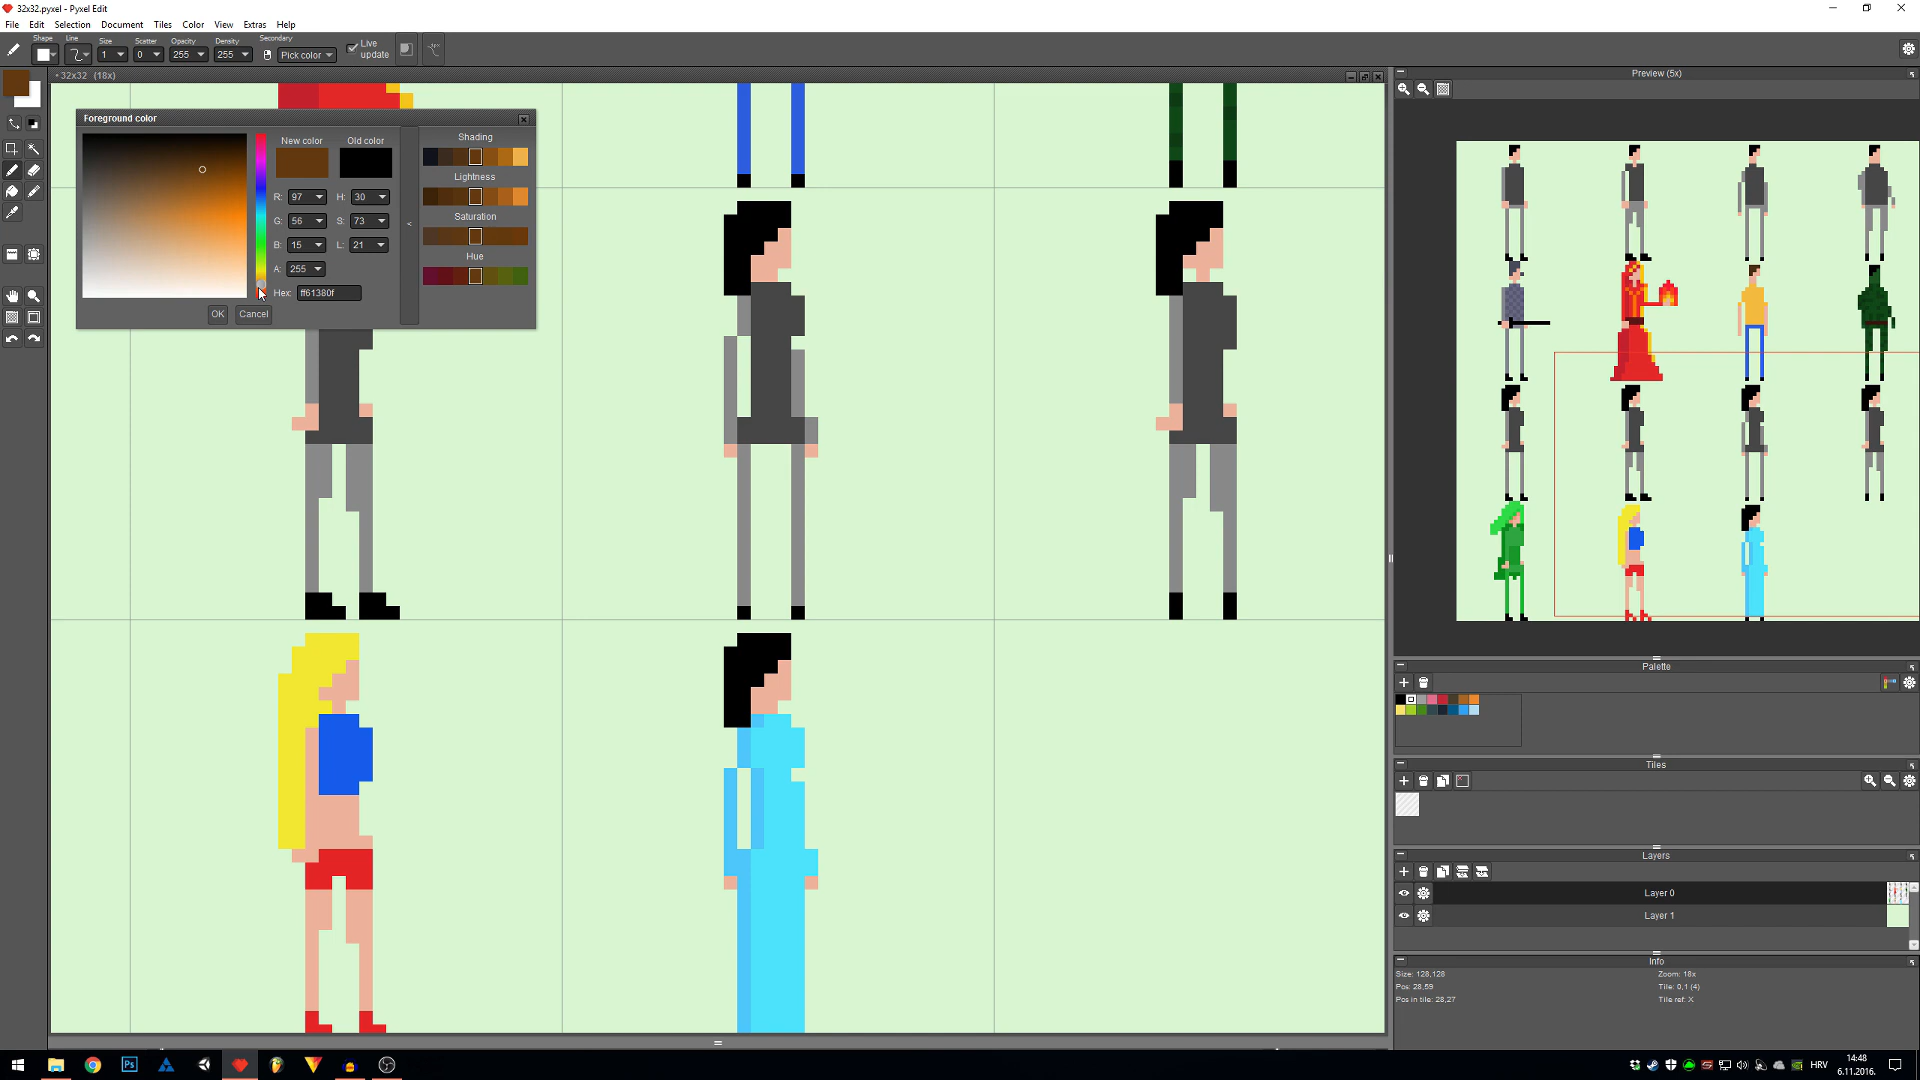 32x32.pyxel - Pyxel Edit
File Edit Selection Document Tiles Color View Extras Help
Shape Line Size Scatter Opacity Density Secondary
1 0 255 255 Pick color Live update
• 32x32 (18x)
Foreground color
New color Old color
R: 97 H: 30
G: 56 S: 73
B: 15 L: 21
A: 255
Hex: ff61380f
OK Cancel
<
Shading
Lightness
Saturation
Hue
Preview (5x)
Palette
Tiles
Layers
Layer 0
Layer 1
Info
Size: 128,128 Zoom: 18x
Pos: 28,59 Tile: 0,1 (4)
Pos in tile: 28,27 Tile ref: X
Ps
HRV
14:48
6.11.2016.